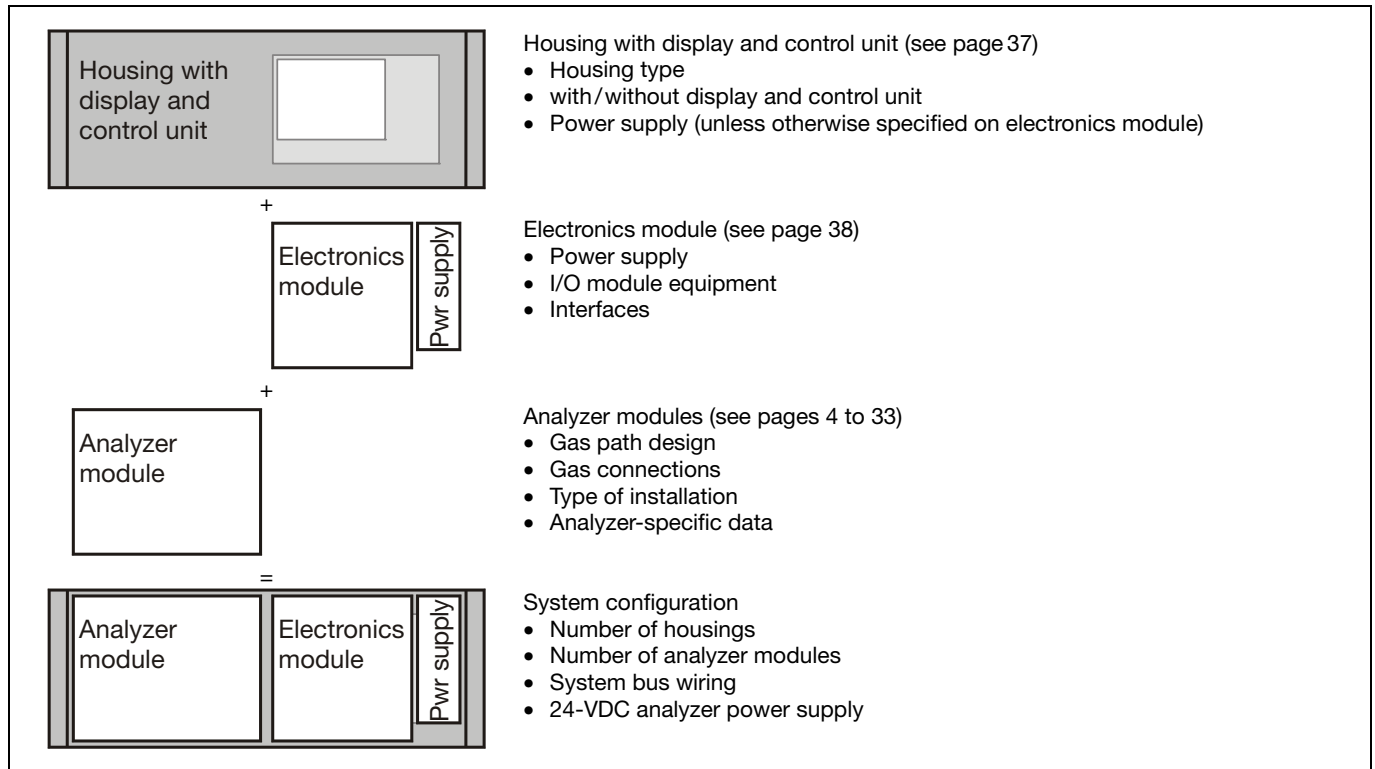 Housing with
display and
control unit
Housing with display and control unit (see page 37)
• Housing type
• with/without display and control unit
• Power supply (unless otherwise specified on electronics module)
+
Electronics
module
Pwr supply
Electronics module (see page 38)
• Power supply
• I/O module equipment
• Interfaces
+
Analyzer
module
Analyzer modules (see pages 4 to 33)
• Gas path design
• Gas connections
• Type of installation
• Analyzer-specific data
=
Analyzer
module
Electronics
module
Pwr supply
System configuration
• Number of housings
• Number of analyzer modules
• System bus wiring
• 24-VDC analyzer power supply